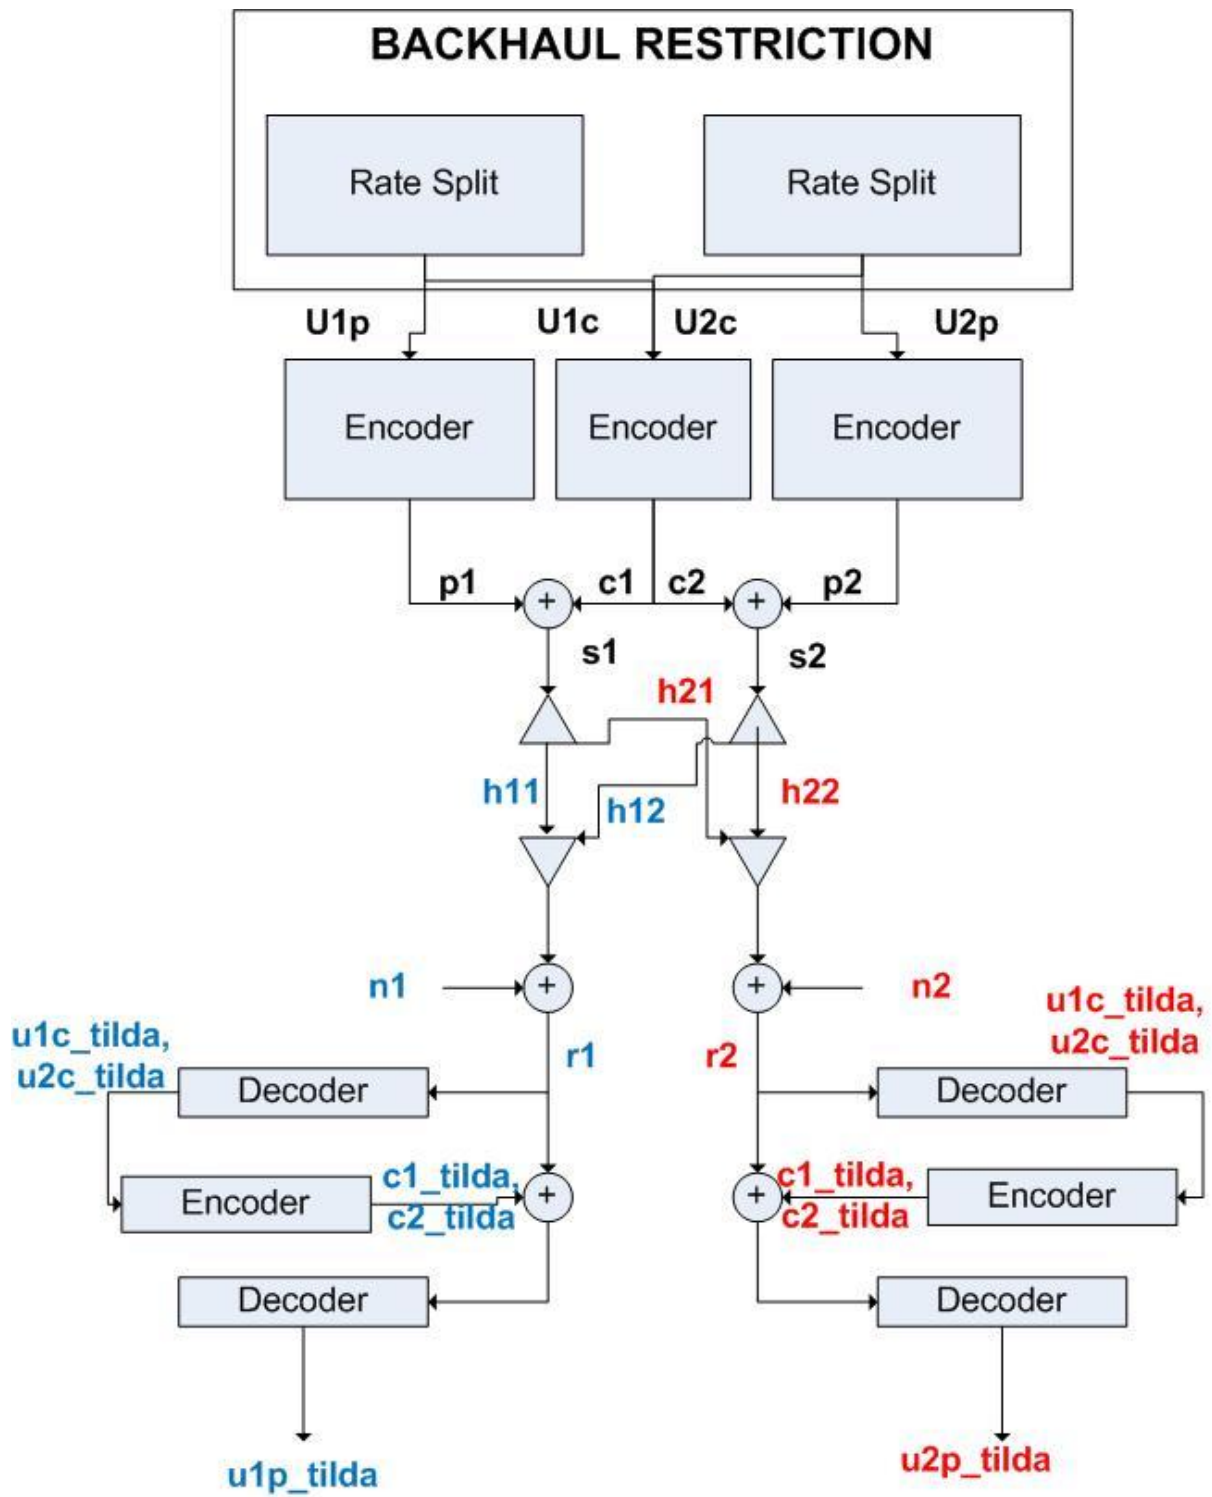 BACKHAUL RESTRICTION
Rate Split
Rate Split
U1p
U1c
U2c
U2p
Encoder
Encoder
Encoder
p1
+
c1
c2
+
p2
s1
s2
h21
h11
h12
h22
n1
+
+
n2
u1c_tilda,
u2c_tilda
r1
r2
u1c_tilda,
u2c_tilda
Decoder
Decoder
Encoder
c1_tilda,
c2_tilda
+
+
c1_tilda,
c2_tilda
Encoder
Decoder
Decoder
u1p_tilda
u2p_tilda